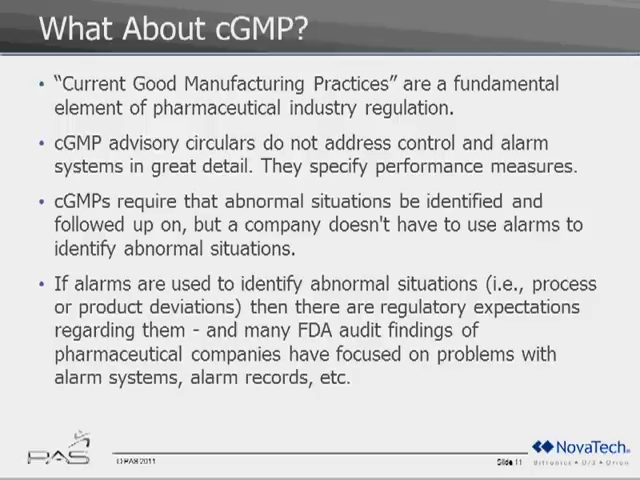 What About cGMP?
• "Current Good Manufacturing Practices" are a fundamental
element of pharmaceutical industry regulation.
• cGMP advisory circulars do not address control and alarm
systems in great detail. They specify performance measures.
• cGMPs require that abnormal situations be identified and
followed up on, but a company doesn't have to use alarms to
identify abnormal situations.
• If alarms are used to identify abnormal situations (i.e., process
or product deviations) then there are regulatory expectations
regarding them - and many FDA audit findings of
pharmaceutical companies have focused on problems with
alarm systems, alarm records, etc.
PAS
© PAS 2011
Slide 11
NovaTech
Bitronics • D/3 • Orion